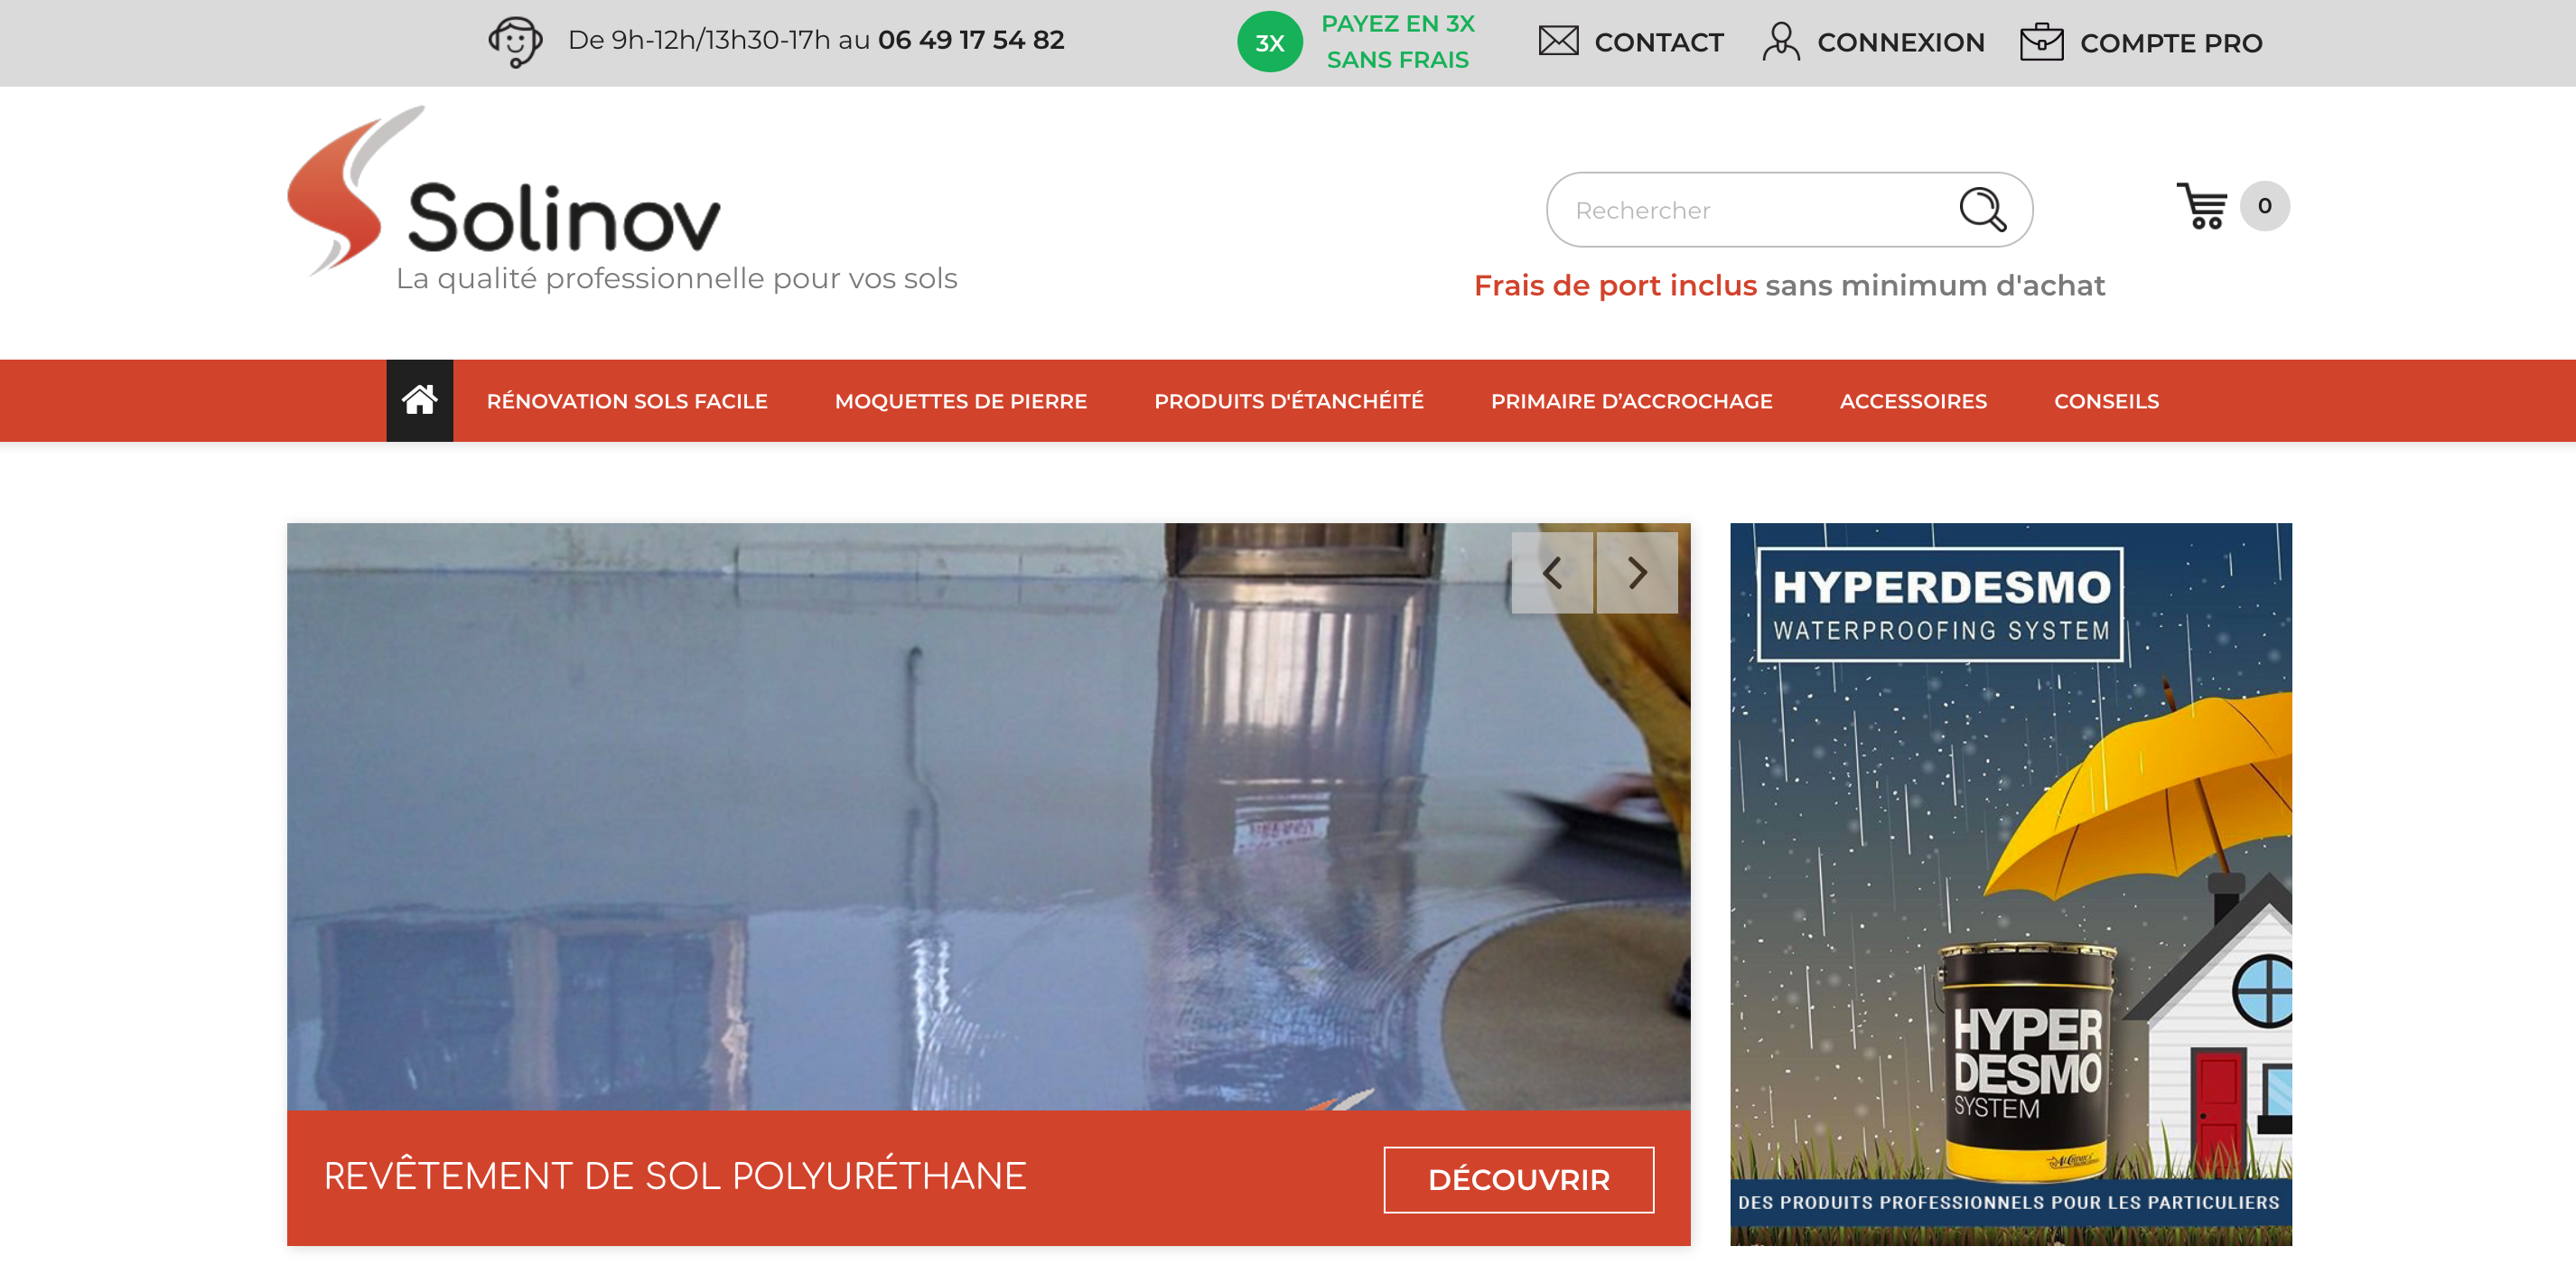 De 9h-12h/13h30-17h au 06 49 17 54 82
3X
PAYEZ EN 3X
SANS FRAIS
CONTACT
CONNEXION
COMPTE PRO
Solinov
La qualité professionnelle pour vos sols
Rechercher
0
Frais de port inclus sans minimum d'achat
RÉNOVATION SOLS FACILE
MOQUETTES DE PIERRE
PRODUITS D'ÉTANCHÉITÉ
PRIMAIRE D’ACCROCHAGE
ACCESSOIRES
CONSEILS
REVÊTEMENT DE SOL POLYURÉTHANE
DÉCOUVRIR
HYPERDESMO
WATERPROOFING SYSTEM
HYPER
DESMO
SYSTEM
DES PRODUITS PROFESSIONNELS POUR LES PARTICULIERS